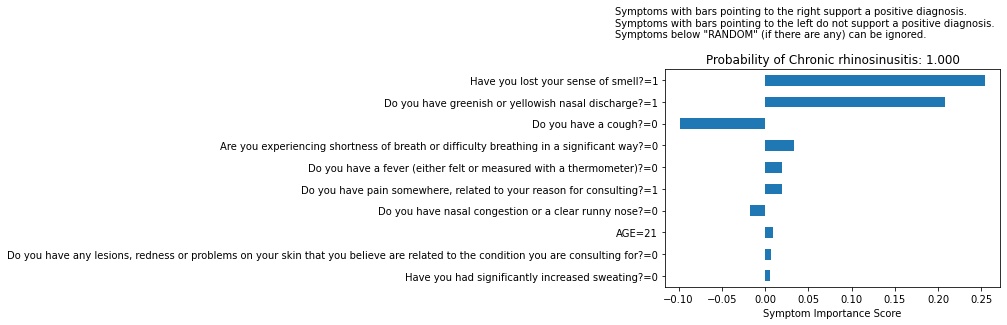 Symptoms with bars pointing to the right support a positive diagnosis.
Symptoms with bars pointing to the left do not support a positive diagnosis.
Symptoms below "RANDOM" (if there are any) can be ignored.
Probability of Chronic rhinosinusitis: 1.000
Have you lost your sense of smell?=1
Do you have greenish or yellowish nasal discharge?=1
Do you have a cough?=0
Are you experiencing shortness of breath or difficulty breathing in a significant way?=0
Do you have a fever (either felt or measured with a thermometer)?=0
Do you have pain somewhere, related to your reason for consulting?=1
Do you have nasal congestion or a clear runny nose?=0
AGE=21
Do you have any lesions, redness or problems on your skin that you believe are related to the condition you are consulting for?=0
Have you had significantly increased sweating?=0
−0.10 −0.05 0.00 0.05 0.10 0.15 0.20 0.25
Symptom Importance Score